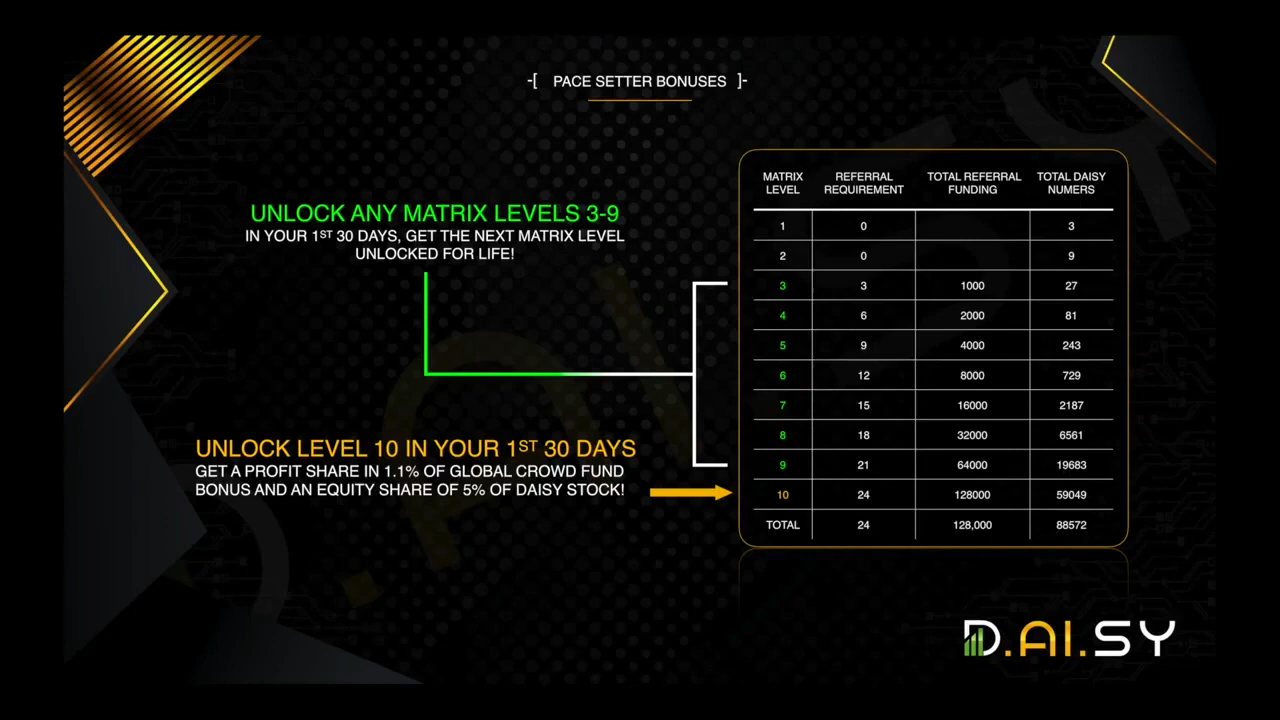 -[ PACE SETTER BONUSES ]-
UNLOCK ANY MATRIX LEVELS 3-9
IN YOUR 1ST 30 DAYS, GET THE NEXT MATRIX LEVEL
UNLOCKED FOR LIFE!
UNLOCK LEVEL 10 IN YOUR 1ST 30 DAYS
GET A PROFIT SHARE IN 1.1% OF GLOBAL CROWD FUND
BONUS AND AN EQUITY SHARE OF 5% OF DAISY STOCK!
MATRIX LEVEL REFERRAL REQUIREMENT TOTAL REFERRAL FUNDING TOTAL DAISY NUMERS
1 0 3
2 0 9
3 3 1000 27
4 6 2000 81
5 9 4000 243
6 12 8000 729
7 15 16000 2187
8 18 32000 6561
9 21 64000 19683
10 24 128000 59049
TOTAL 24 128,000 88572
D.AI.SY